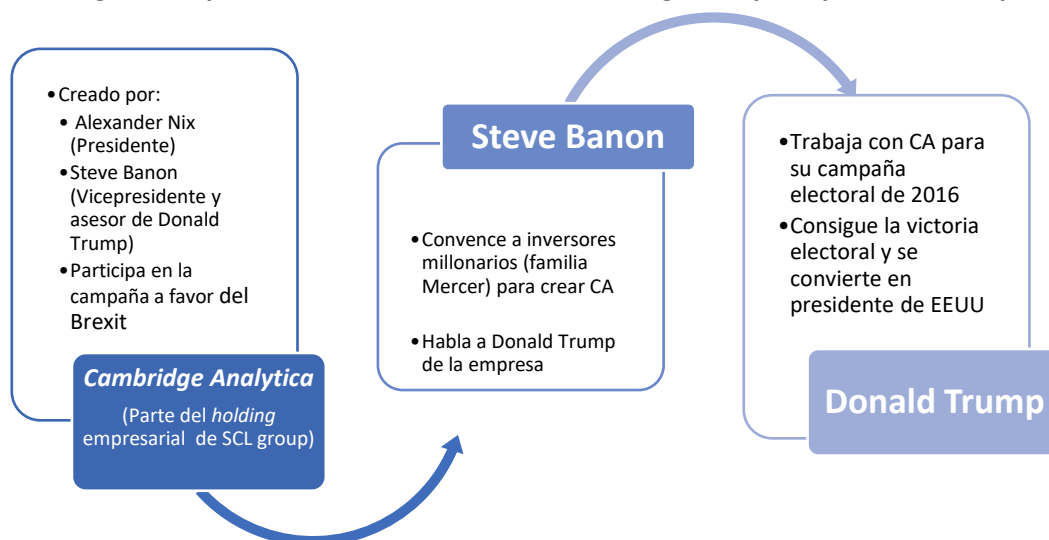 •Creado por:
• Alexander Nix
(Presidente)
•Steve Banon
(Vicepresidente y
asesor de Donald
Trump)
•Participa en la
campaña a favor del
Brexit
Cambridge Analytica
(Parte del holding
empresarial de SCL group)
Steve Banon
•Convence a inversores
millonarios (familia
Mercer) para crear CA
•Habla a Donald Trump
de la empresa
•Trabaja con CA para
su campaña
electoral de 2016
•Consigue la victoria
electoral y se
convierte en
presidente de EEUU
Donald Trump